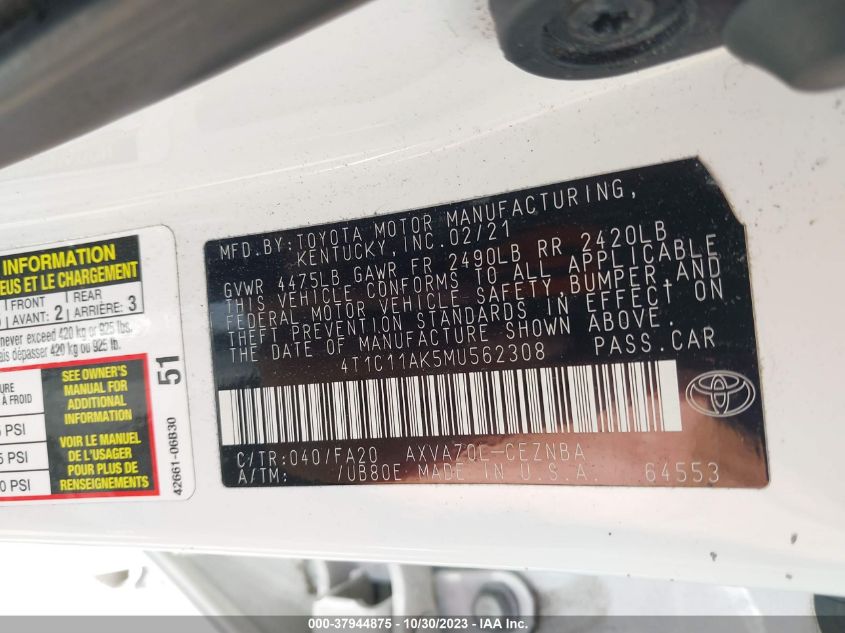 INFORMATION
EUS ET LE CHARGEMENT
FRONT
AVANT: 2
REAR
ARRIÈRE: 3
never exceed 420 kg or 925 lbs.
dépasser 420 kg ou 925 lb.
À FROID
PSI
PSI
PSI
SEE OWNER'S
MANUAL FOR
ADDITIONAL
INFORMATION
VOIR LE MANUEL
DE L'USAGER
POUR PLUS DE
RENSEIGNEMENTS
51
42661-06B30
MFD.BY: TOYOTA MOTOR MANUFACTURING,
KENTUCKY, INC. 02/21
GVWR 4475LB GAWR FR 2490LB RR 2420LB
THIS VEHICLE CONFORMS TO ALL APPLICABLE
FEDERAL MOTOR VEHICLE SAFETY, BUMPER, AND
THEFT PREVENTION STANDARDS IN EFFECT ON
THE DATE OF MANUFACTURE SHOWN ABOVE.
4T1C11AK5MU562308 PASS.CAR
C/TR: 040/FA20 AXVA70L-CEZNBA
A/TM: /UB80E MADE IN U.S.A. 64553
000-37944875 - 10/30/2023 - IAA Inc.